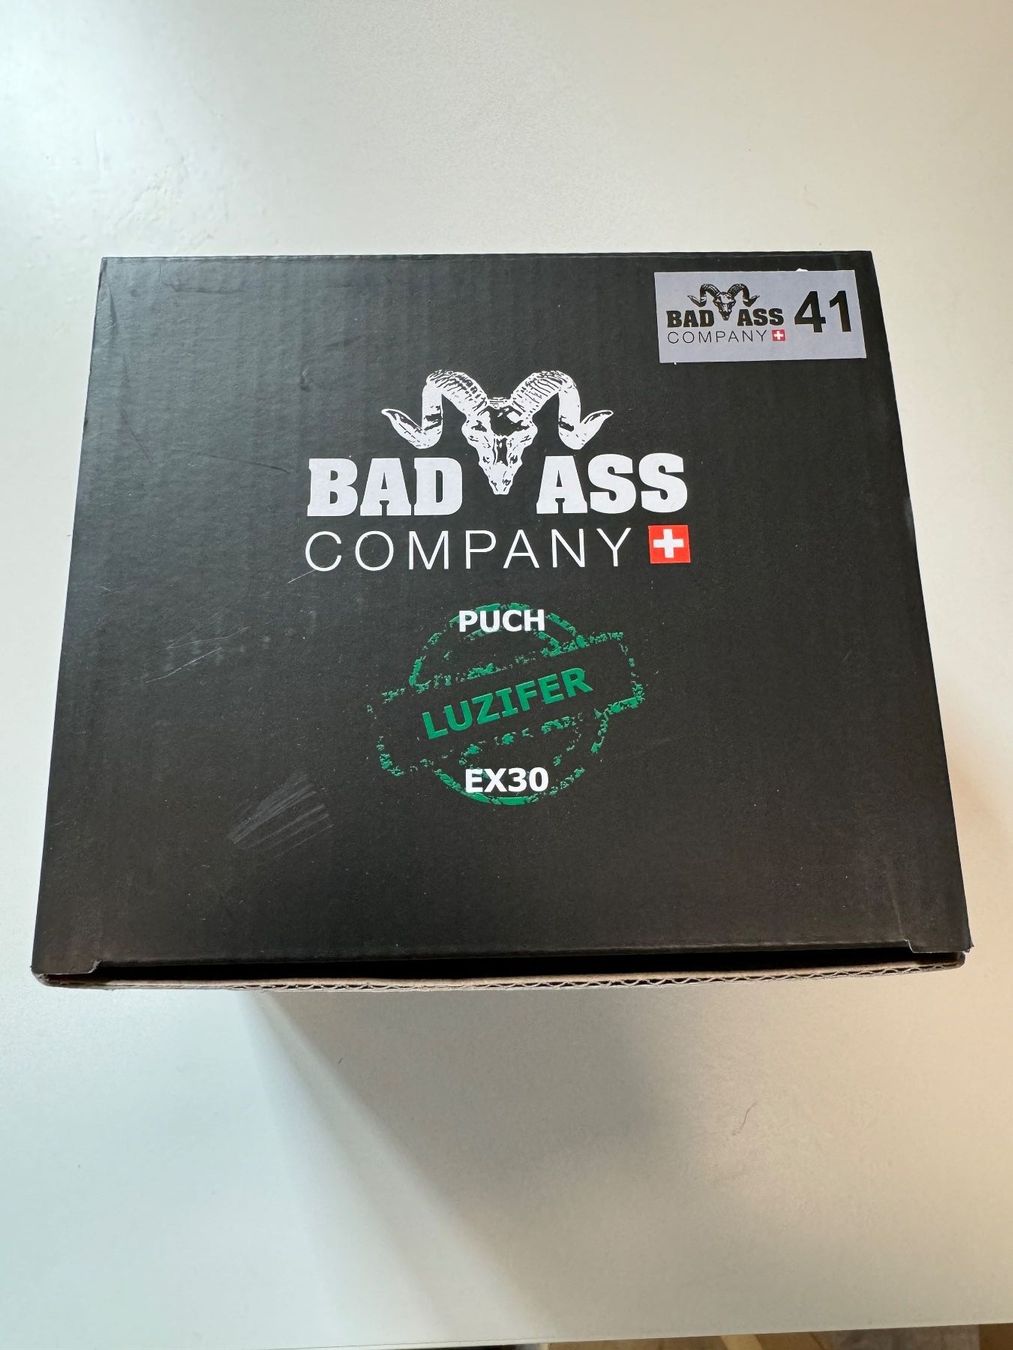 BAD ASS 41
COMPANY
BAD ASS
COMPANY
PUCH
LUZIFER
EX30